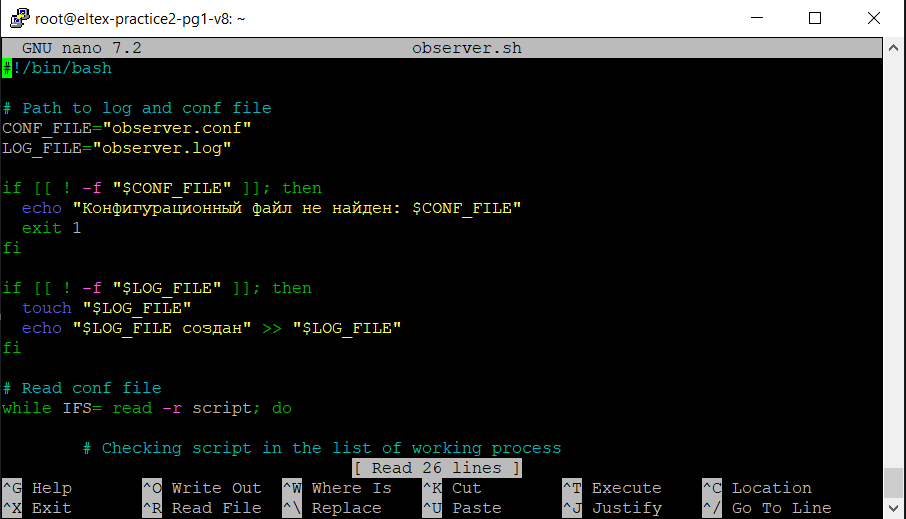 root@eltex-practice2-pg1-v8: ~
GNU nano 7.2 observer.sh
#!/bin/bash
# Path to log and conf file
CONF_FILE="observer.conf"
LOG_FILE="observer.log"
if [[ ! -f "$CONF_FILE" ]]; then
echo "Конфигурационный файл не найден: $CONF_FILE"
exit 1
fi
if [[ ! -f "$LOG_FILE" ]]; then
touch "$LOG_FILE"
echo "$LOG_FILE создан" >> "$LOG_FILE"
fi
# Read conf file
while IFS= read -r script; do
# Checking script in the list of working process
[ Read 26 lines ]
^G Help ^O Write Out ^W Where Is ^K Cut ^T Execute ^C Location
^X Exit ^R Read File ^\ Replace ^U Paste ^J Justify ^/ Go To Line